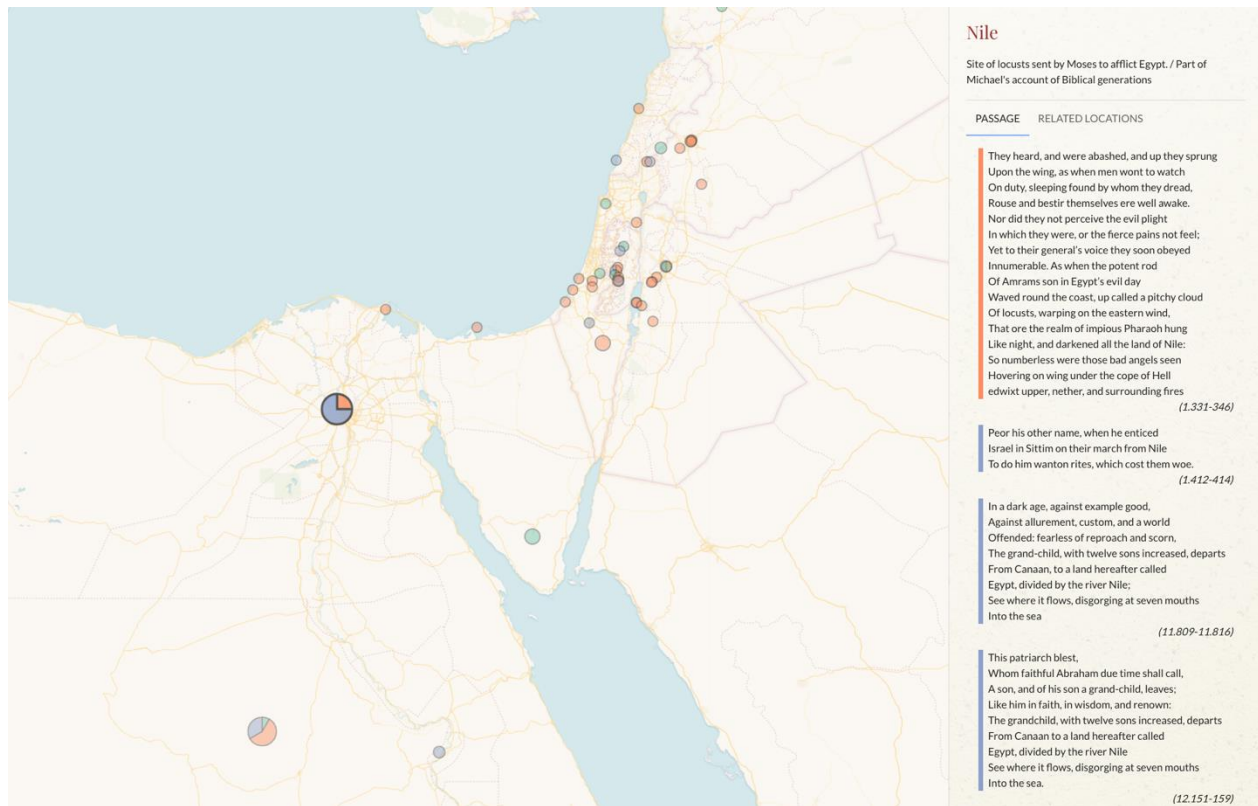 Nile
Site of locusts sent by Moses to afflict Egypt. / Part of
Michael's account of Biblical generations
PASSAGE RELATED LOCATIONS
They heard, and were abashed, and up they sprung
Upon the wing, as when men wont to watch
On duty, sleeping found by whom they dread,
Rouse and bestir themselves ere well awake.
Nor did they not perceive the evil plight
In which they were, or the fierce pains not feel;
Yet to their general's voice they soon obeyed
Innumerable. As when the potent rod
Of Amrams son in Egypt's evil day
Waved round the coast, up called a pitchy cloud
Of locusts, warping on the eastern wind,
That ore the realm of impious Pharaoh hung
Like night, and darkened all the land of Nile:
So numberless were those bad angels seen
Hovering on wing under the cope of Hell
edwixt upper, nether, and surrounding fires
(1.331-346)
Peor his other name, when he enticed
Israel in Sittim on their march from Nile
To do him wanton rites, which cost them woe.
(1.412-414)
In a dark age, against example good,
Against allurement, custom, and a world
Offended: fearless of reproach and scorn,
The grand-child, with twelve sons increased, departs
From Canaan, to a land hereafter called
Egypt, divided by the river Nile;
See where it flows, disgorging at seven mouths
Into the sea
(11.809-11.816)
This patriarch blest,
Whom faithful Abraham due time shall call,
A son, and of his son a grand-child, leaves;
Like him in faith, in wisdom, and renown:
The grandchild, with twelve sons increased, departs
From Canaan to a land hereafter called
Egypt, divided by the river Nile
See where it flows, disgorging at seven mouths
Into the sea.
(12.151-159)